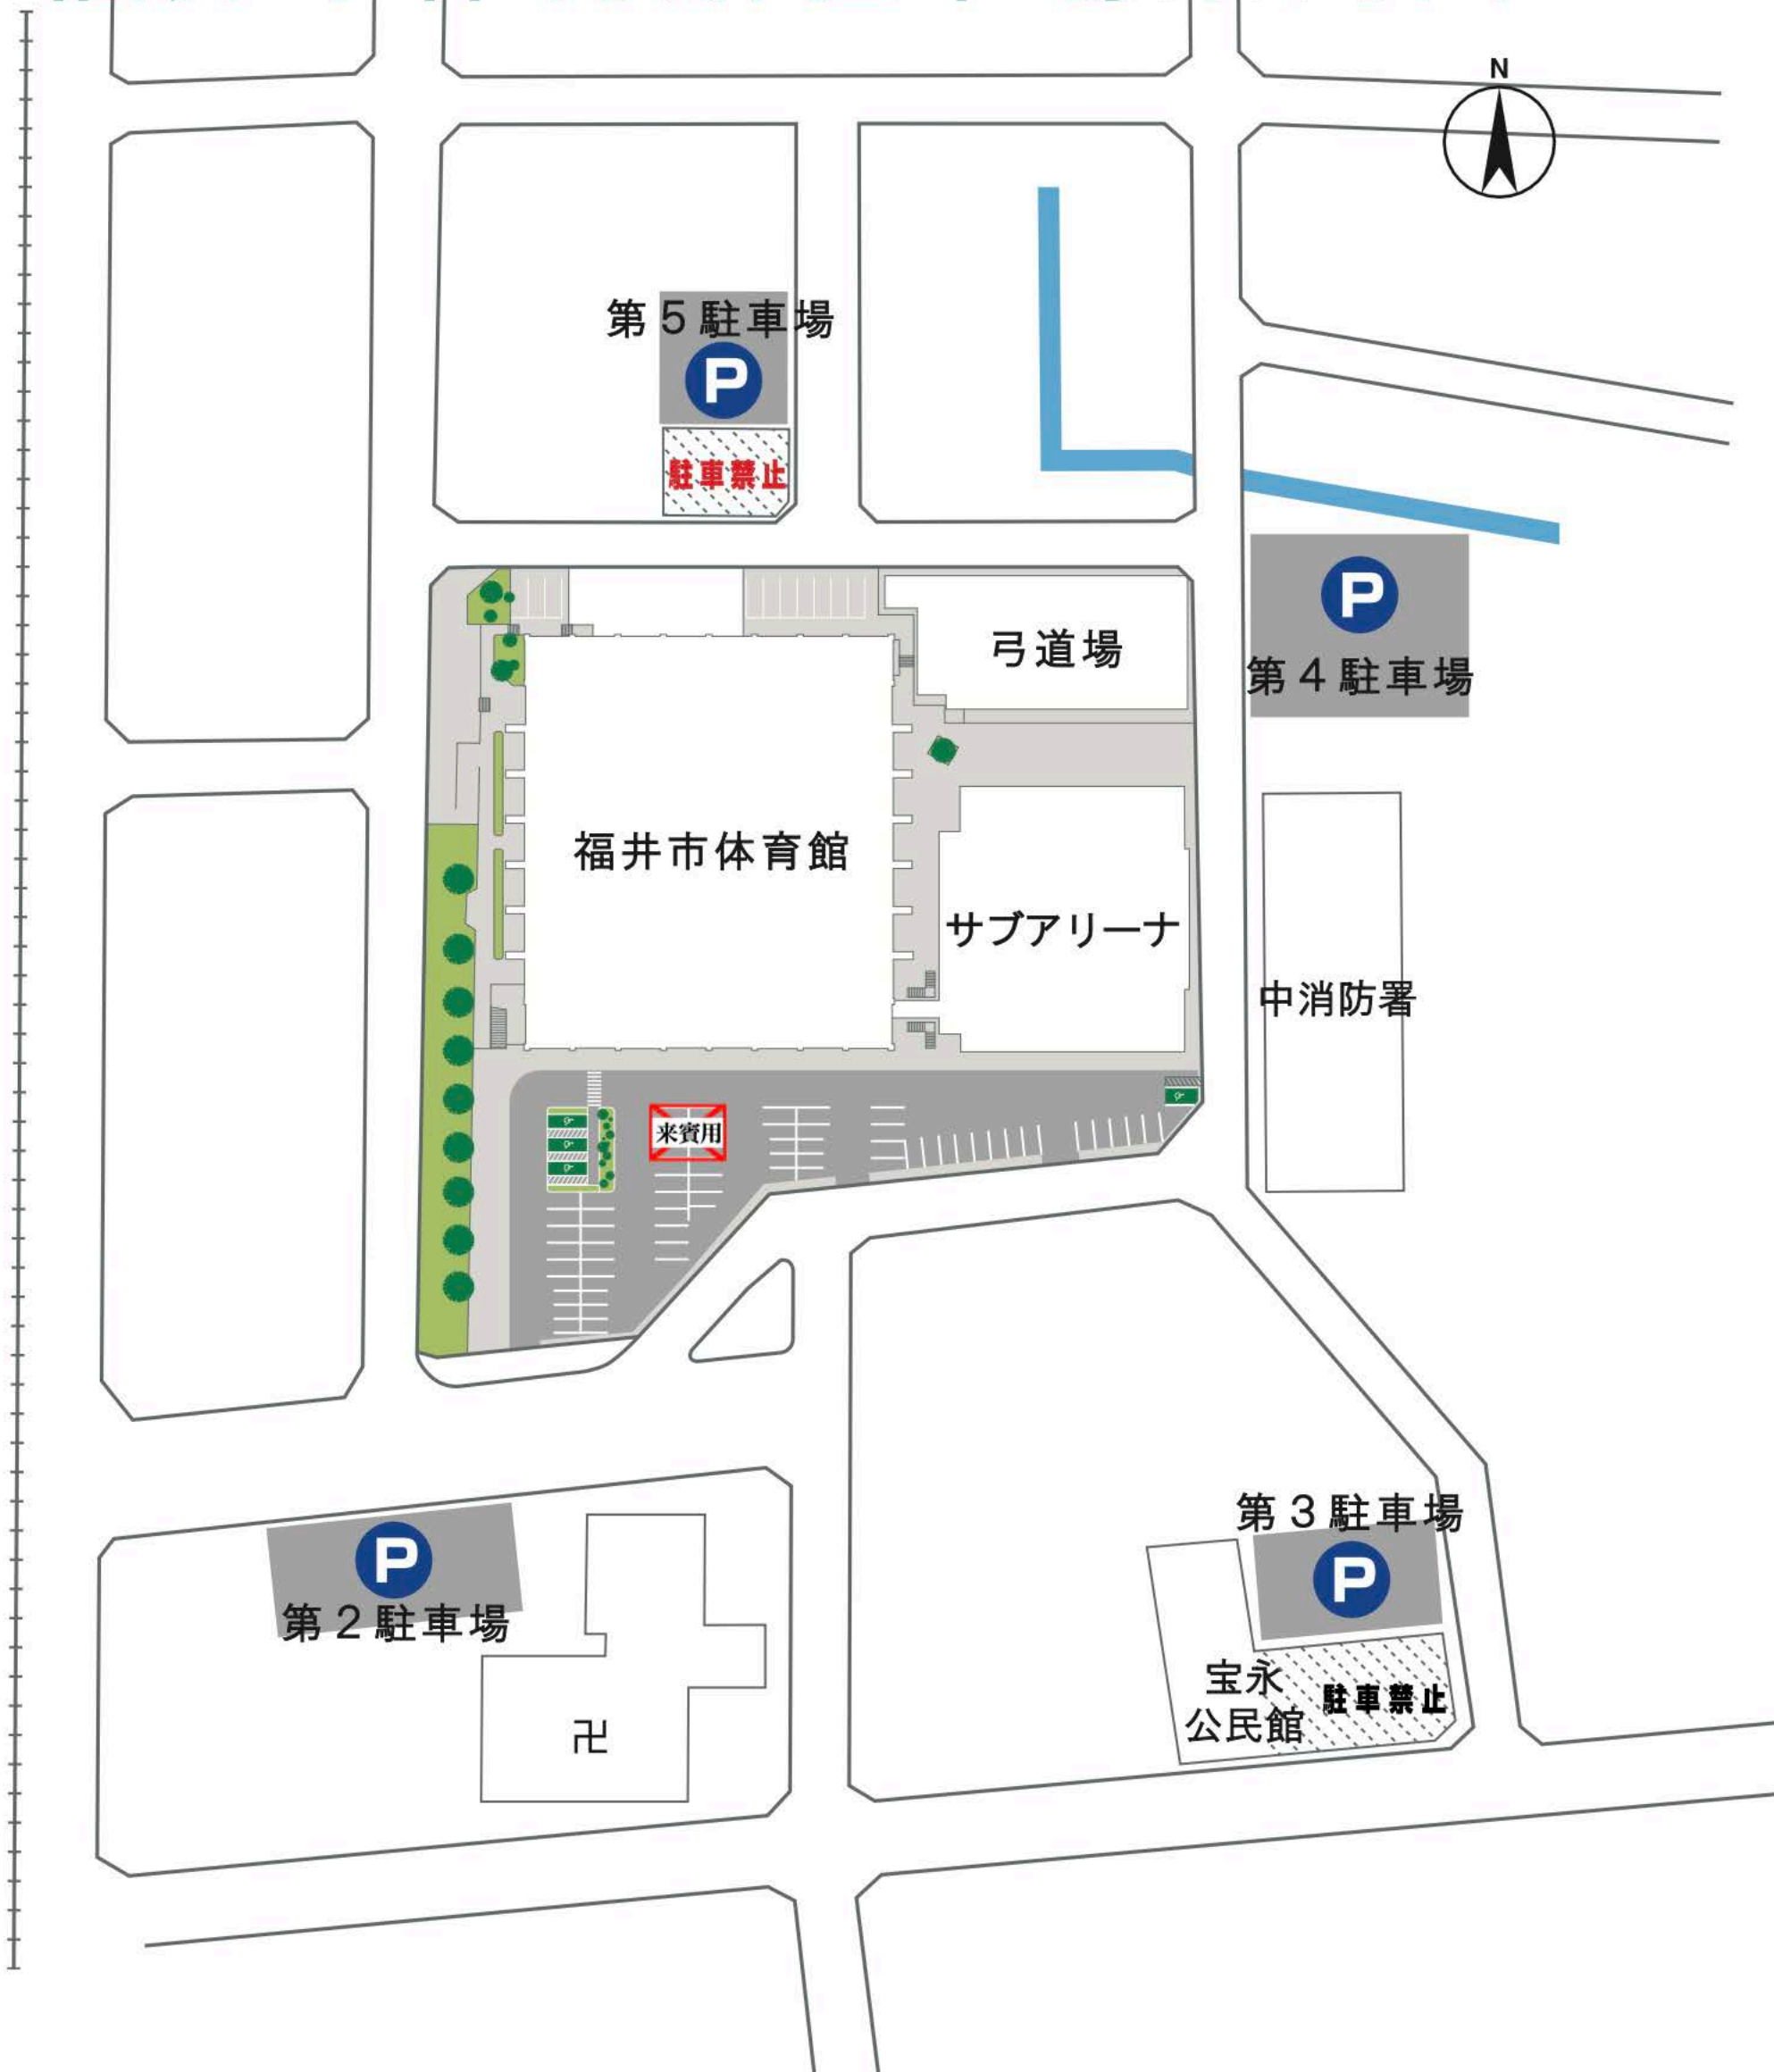 N
第５駐車場
P
駐車禁止
P
第４駐車場
弓道場
福井市体育館
サブアリーナ
中消防署
来賓用
P
第２駐車場
卍
第３駐車場
P
宝永
公民館
駐車禁止